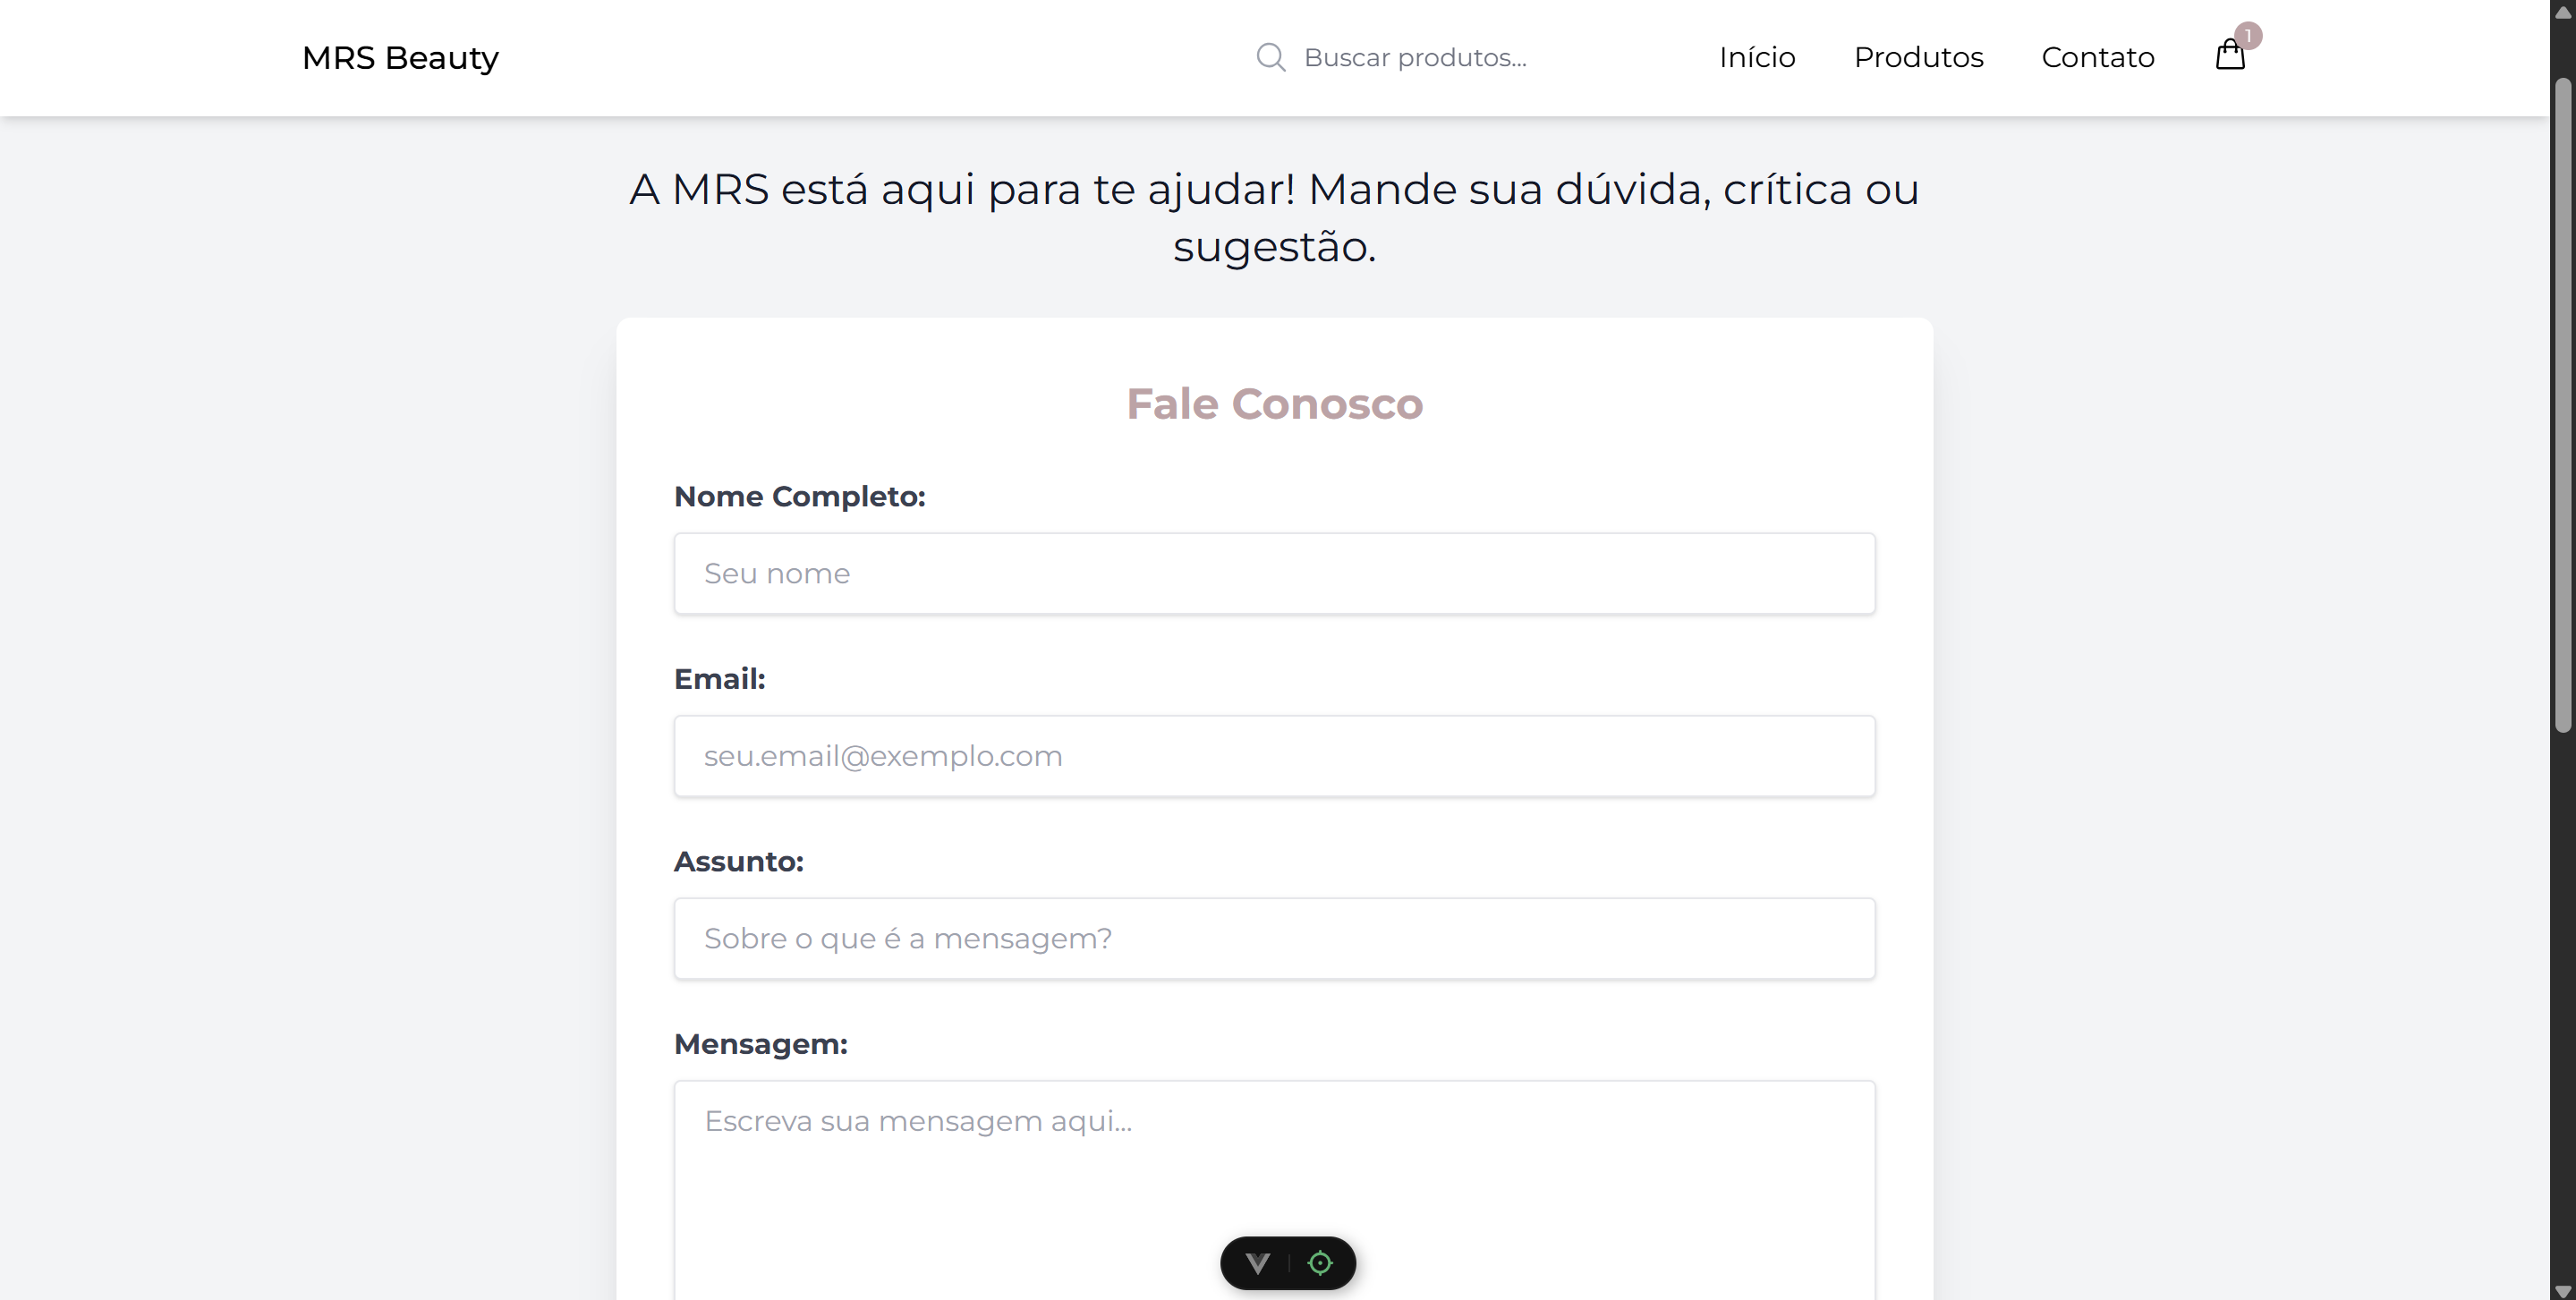 MRS Beauty
Buscar produtos...
Início
Produtos
Contato
1
A MRS está aqui para te ajudar! Mande sua dúvida, crítica ou
sugestão.
Fale Conosco
Nome Completo:
Seu nome
Email:
seu.email@exemplo.com
Assunto:
Sobre o que é a mensagem?
Mensagem:
Escreva sua mensagem aqui...